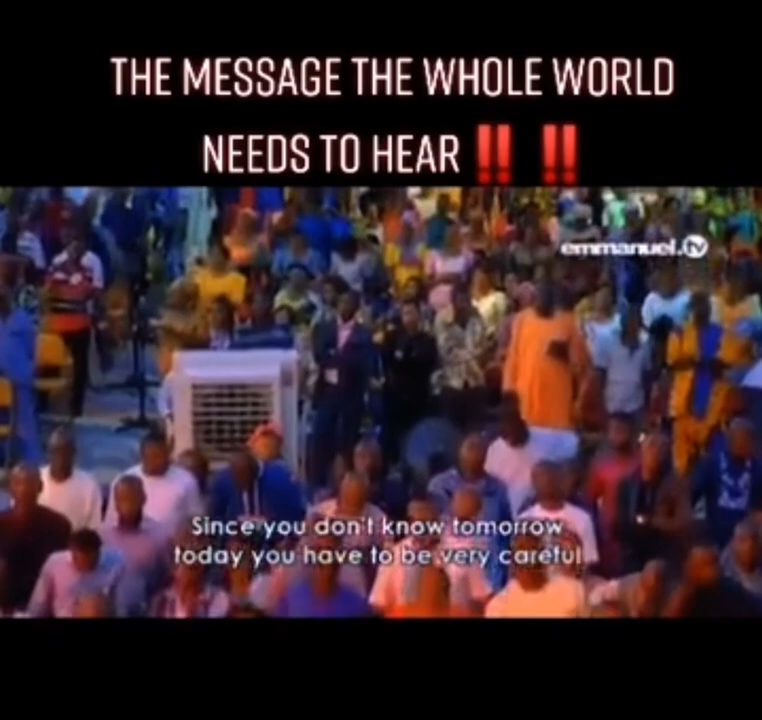 THE MESSAGE THE WHOLE WORLD
NEEDS TO HEAR ‼️ ‼️
emmanuel.tv
Since you don't know tomorrow
today you have to be very careful